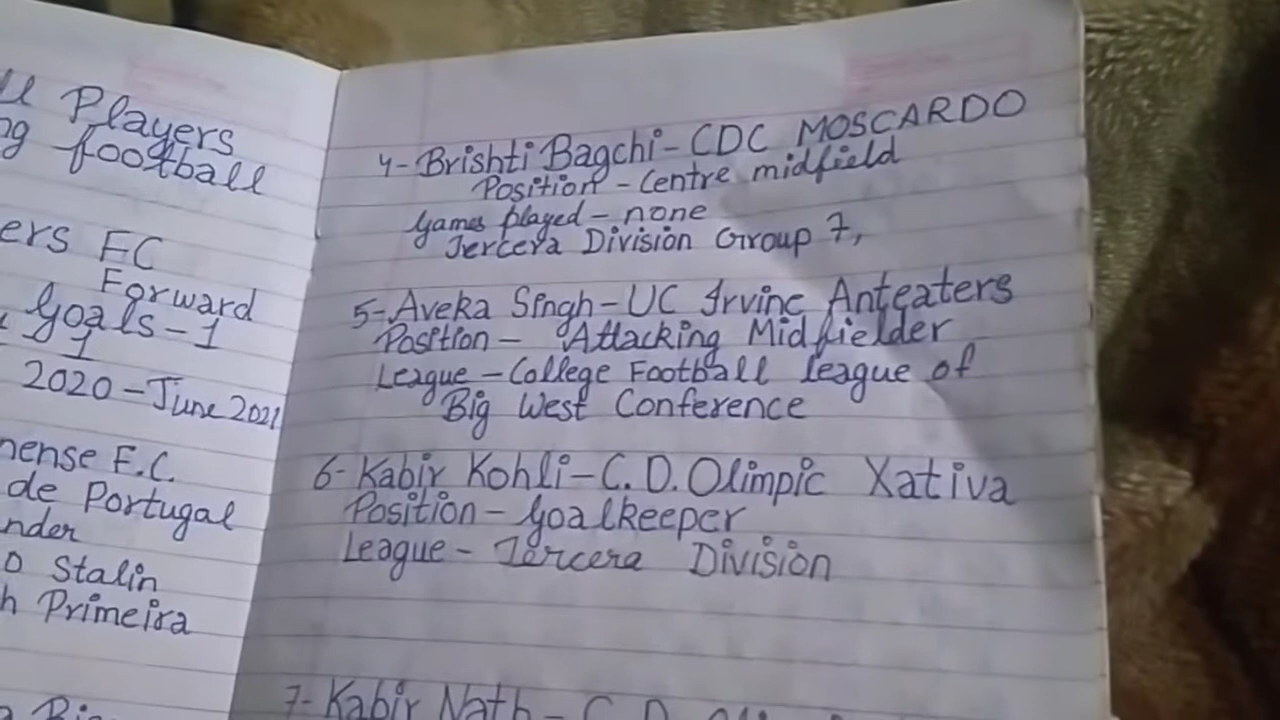 Players
football
FC
Forward
Goals-1
1
2020-June 2021
F.C.
de Portugal
Stalin
Primeira
4- Brishti Bagchi- CDC MOSCARDO
Position - Centre midfield
Games played - none
Tercera Division Group 7,
5- Aveka Singh-UC Irvine Anteaters
Position - Attacking Midfielder
League - College Football league of
Big West Conference
6- Kabir Kohli-C.D.Olimpic Xativa
Position - Goalkeeper
League - Tercera Division
7- Kabir Nath - C.D.